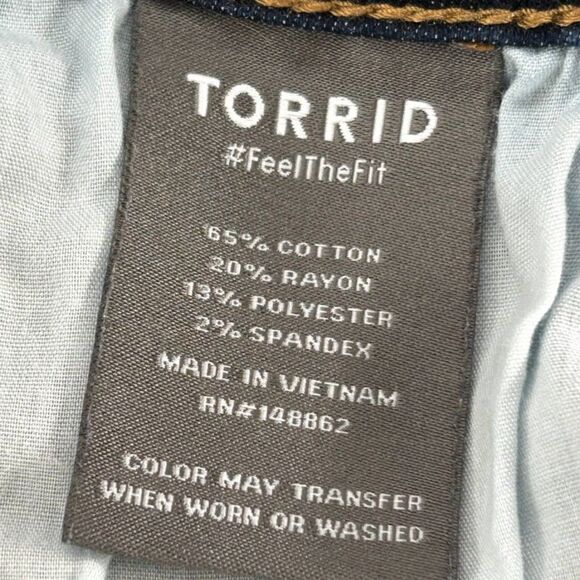 TORRID
#FeelTheFit
65% COTTON
20% RAYON
13% POLYESTER
2% SPANDEX
MADE IN VIETNAM
RN#148862
COLOR MAY TRANSFER
WHEN WORN OR WASHED